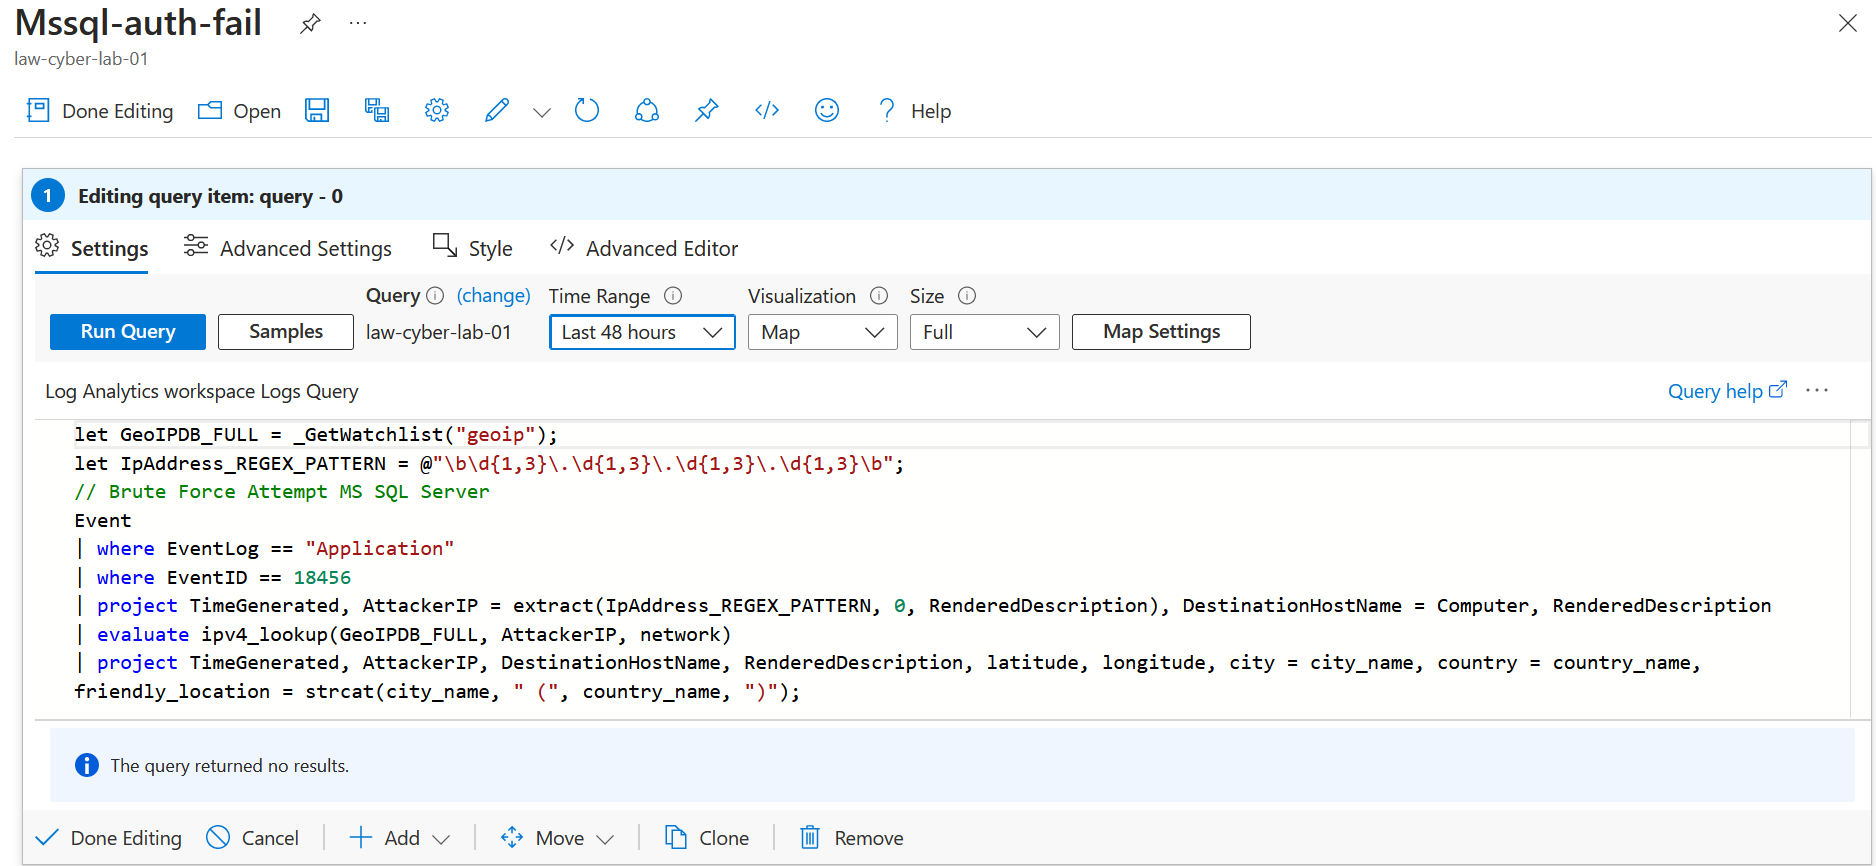 Mssql-auth-fail
law-cyber-lab-01
Done Editing Open Help
1 Editing query item: query - 0
Settings Advanced Settings Style Advanced Editor
Query (change) Time Range Visualization Size
Run Query Samples law-cyber-lab-01 Last 48 hours Map Full Map Settings
Log Analytics workspace Logs Query Query help
let GeoIPDB_FULL = _GetWatchlist("geoip");
let IpAddress_REGEX_PATTERN = @"\b\d{1,3}\.\d{1,3}\.\d{1,3}\.\d{1,3}\b";
// Brute Force Attempt MS SQL Server
Event
| where EventLog == "Application"
| where EventID == 18456
| project TimeGenerated, AttackerIP = extract(IpAddress_REGEX_PATTERN, 0, RenderedDescription), DestinationHostName = Computer, RenderedDescription
| evaluate ipv4_lookup(GeoIPDB_FULL, AttackerIP, network)
| project TimeGenerated, AttackerIP, DestinationHostName, RenderedDescription, latitude, longitude, city = city_name, country = country_name,
friendly_location = strcat(city_name, " (", country_name, ")");
The query returned no results.
Done Editing Cancel Add Move Clone Remove